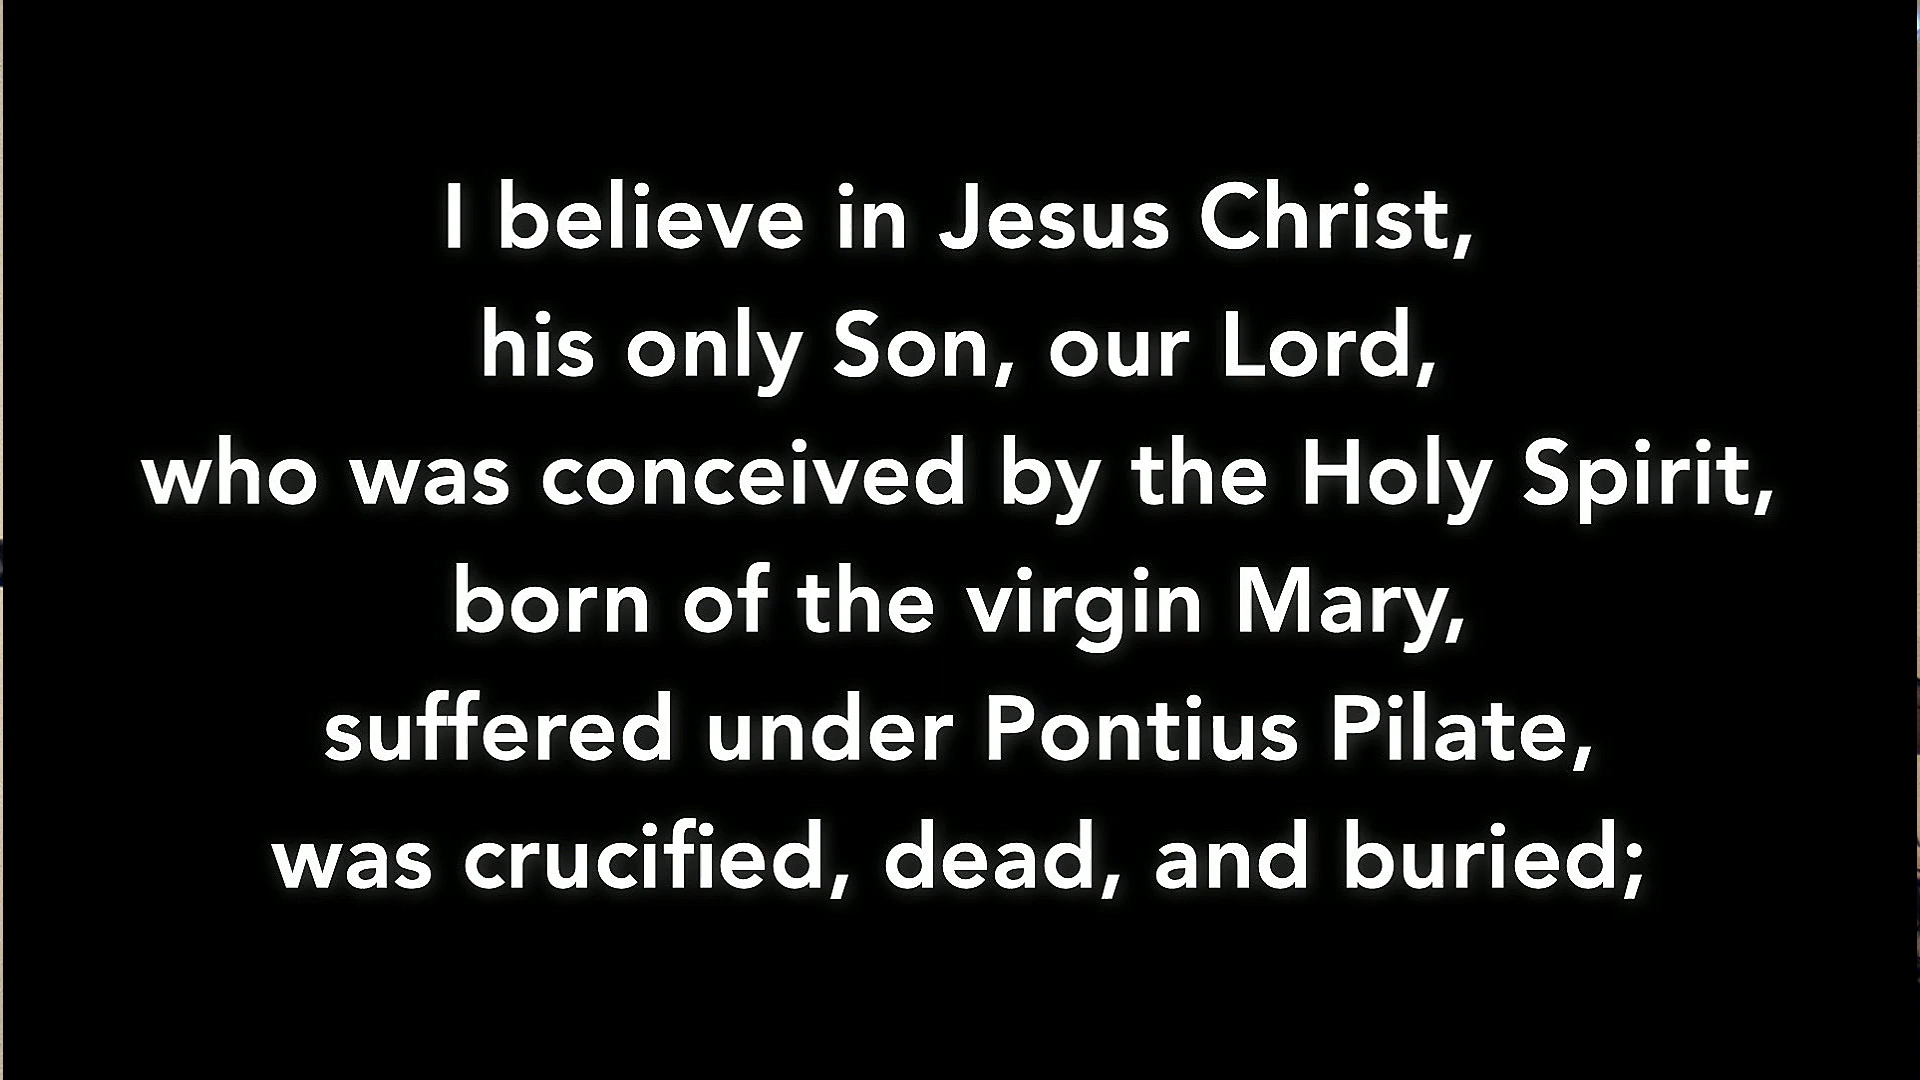 I believe in Jesus Christ,
his only Son, our Lord,
who was conceived by the Holy Spirit,
born of the virgin Mary,
suffered under Pontius Pilate,
was crucified, dead, and buried;